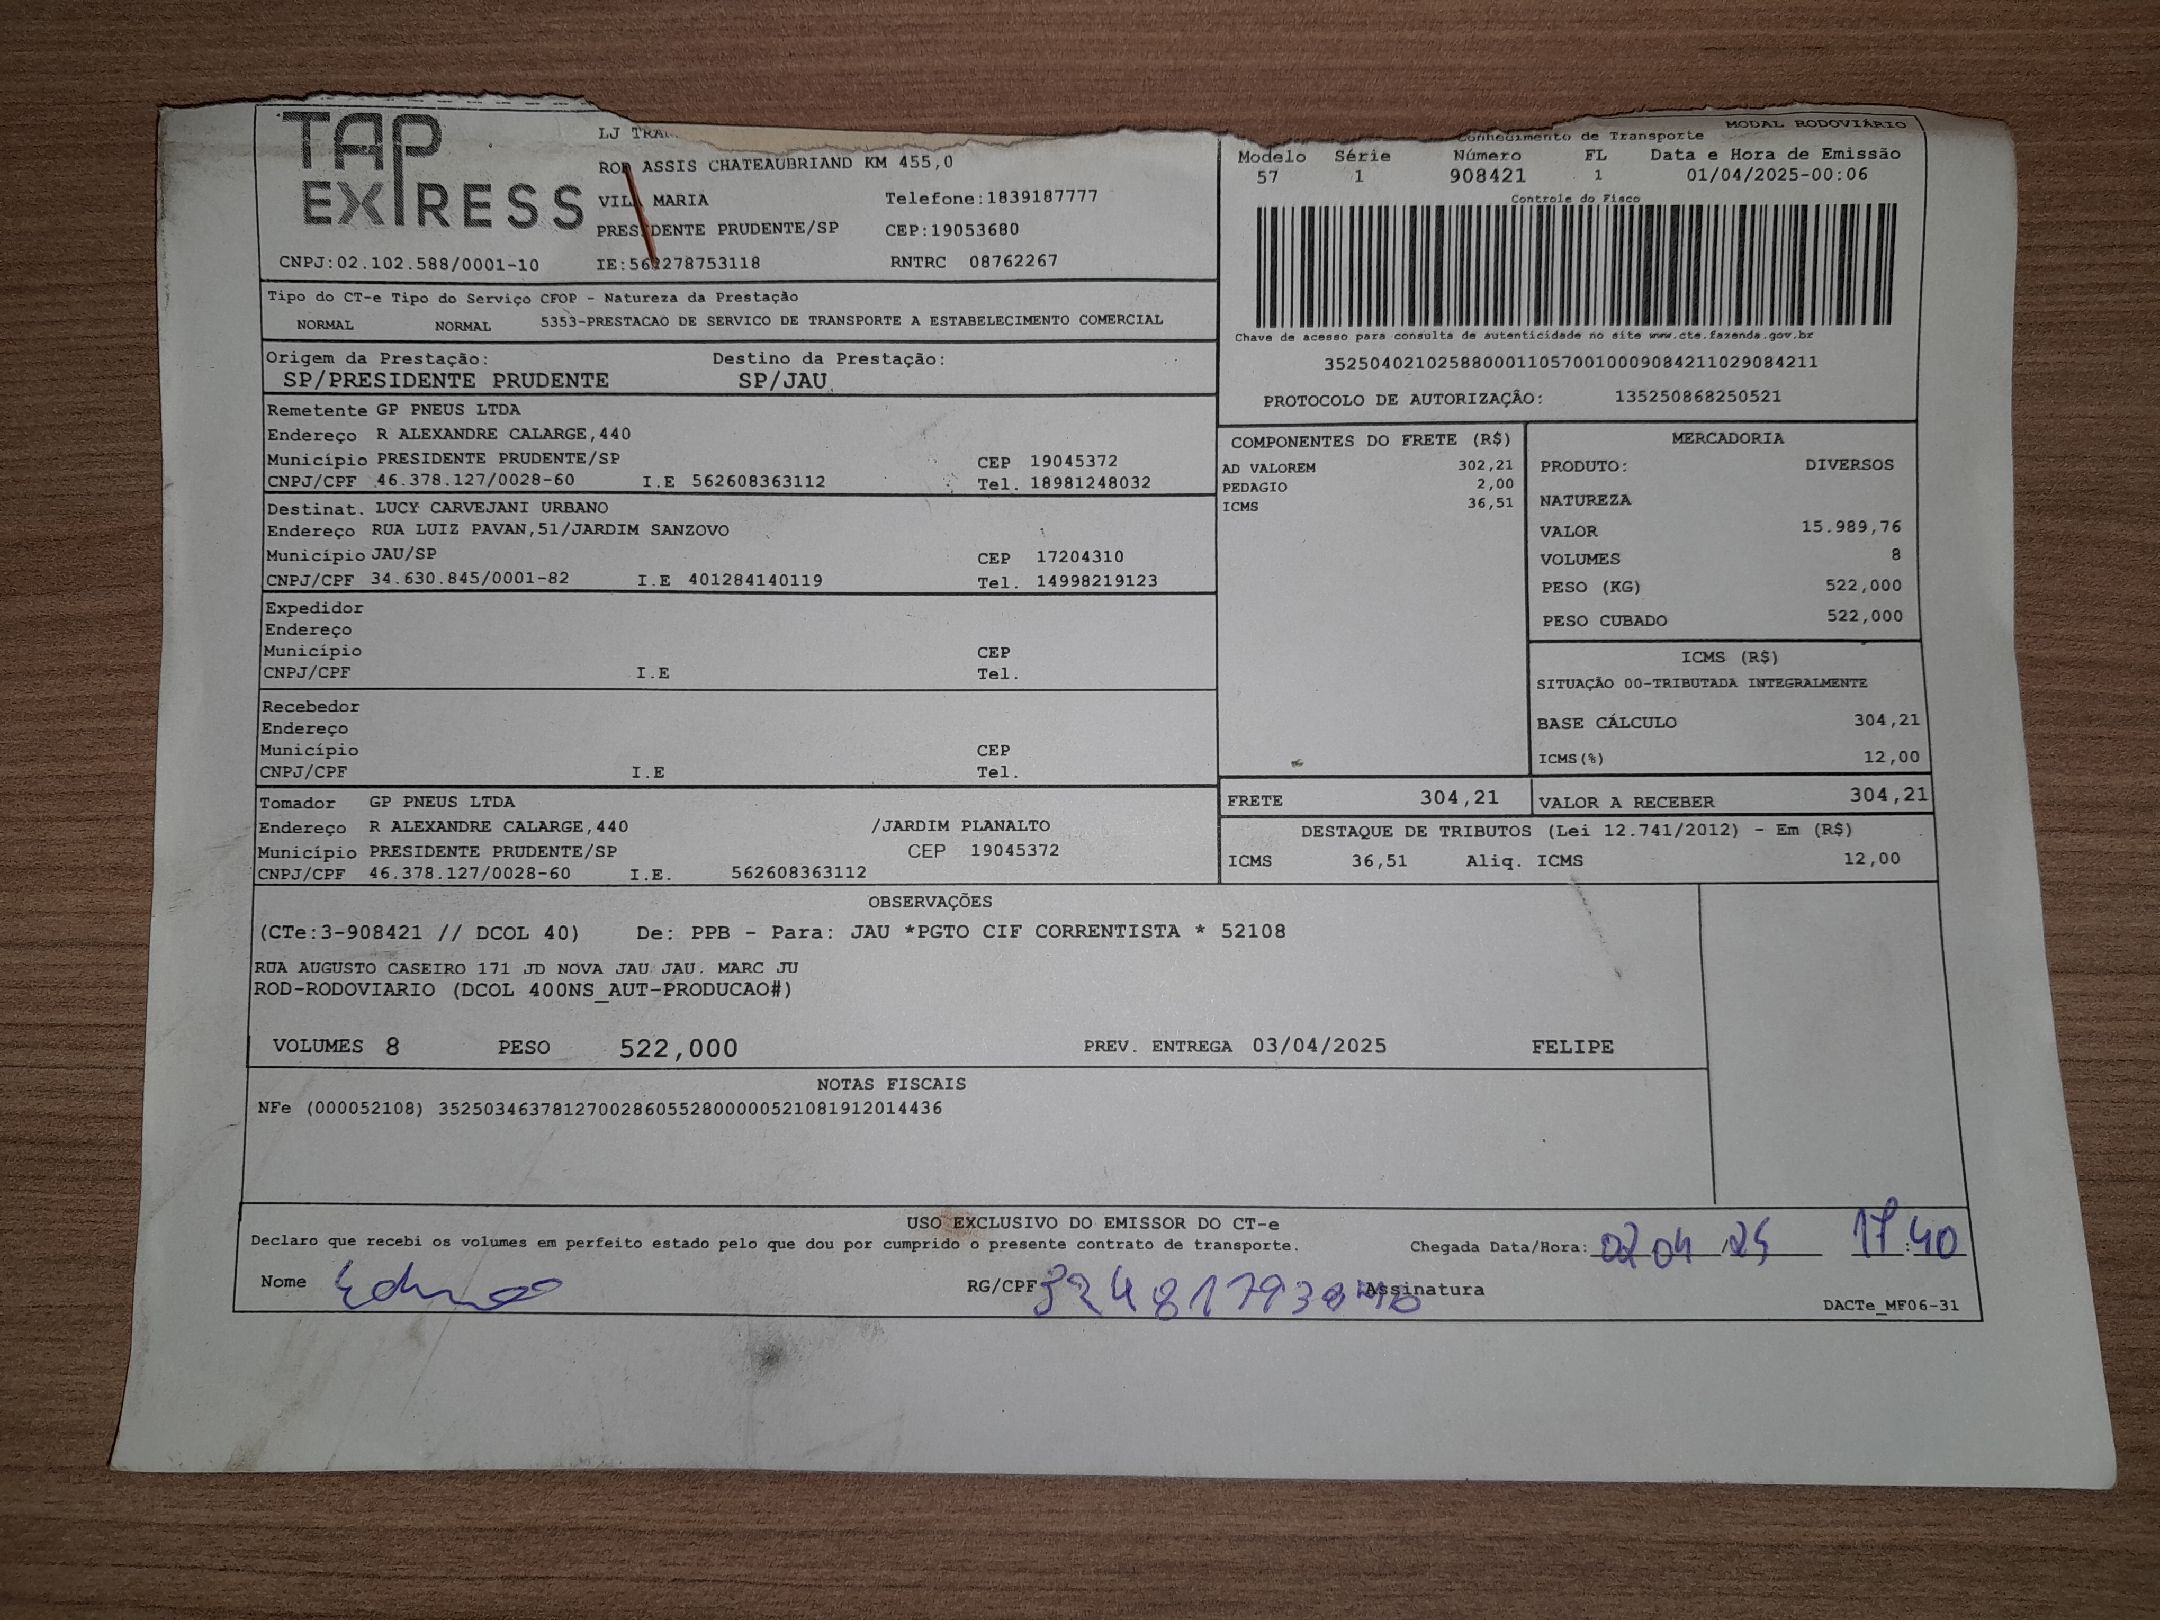 TAP
EXPRESS
LJ
ROD ASSIS CHATEAUBRIAND KM 455,0
VILA MARIA Telefone:1839187777
PRESIDENTE PRUDENTE/SP CEP:19053680
CNPJ:02.102.588/0001-10 IE:562278753118 RNTRC 08762267
MODAL RODOVIÁRIO
Conhecimento de Transporte
Modelo Série Número FL Data e Hora de Emissão
57 1 908421 1 01/04/2025-00:06
Controle do Fisco
Chave de acesso para consulta de autenticidade no site www.cte.fazenda.gov.br
35250402102588000110570010009084211029084211
PROTOCOLO DE AUTORIZAÇÃO: 135250868250521
Tipo do CT-e Tipo do Serviço CFOP - Natureza da Prestação
NORMAL NORMAL 5353-PRESTACAO DE SERVICO DE TRANSPORTE A ESTABELECIMENTO COMERCIAL
Origem da Prestação: Destino da Prestação:
SP/PRESIDENTE PRUDENTE SP/JAU
Remetente GP PNEUS LTDA
Endereço R ALEXANDRE CALARGE,440
Município PRESIDENTE PRUDENTE/SP CEP 19045372
CNPJ/CPF 46.378.127/0028-60 I.E 562608363112 Tel. 18981248032
Destinat. LUCY CARVEJANI URBANO
Endereço RUA LUIZ PAVAN,51/JARDIM SANZOVO
Município JAU/SP CEP 17204310
CNPJ/CPF 34.630.845/0001-82 I.E 401284140119 Tel. 14998219123
Expedidor
Endereço
Município CEP
CNPJ/CPF I.E Tel.
Recebedor
Endereço
Município CEP
CNPJ/CPF I.E Tel.
Tomador GP PNEUS LTDA
Endereço R ALEXANDRE CALARGE,440 /JARDIM PLANALTO
Município PRESIDENTE PRUDENTE/SP CEP 19045372
CNPJ/CPF 46.378.127/0028-60 I.E. 562608363112
COMPONENTES DO FRETE (R$)
AD VALOREM 302,21
PEDAGIO 2,00
ICMS 36,51
MERCADORIA
PRODUTO: DIVERSOS
NATUREZA
VALOR 15.989,76
VOLUMES 8
PESO (KG) 522,000
PESO CUBADO 522,000
ICMS (R$)
SITUAÇÃO 00-TRIBUTADA INTEGRALMENTE
BASE CÁLCULO 304,21
ICMS(%) 12,00
FRETE 304,21 VALOR A RECEBER 304,21
DESTAQUE DE TRIBUTOS (Lei 12.741/2012) - Em (R$)
ICMS 36,51 Aliq. ICMS 12,00
OBSERVAÇÕES
(CTe:3-908421 // DCOL 40) De: PPB - Para: JAU *PGTO CIF CORRENTISTA * 52108
RUA AUGUSTO CASEIRO 171 JD NOVA JAU JAU. MARC JU
ROD-RODOVIARIO (DCOL 400NS_AUT-PRODUCAO#)
VOLUMES 8 PESO 522,000 PREV. ENTREGA 03/04/2025 FELIPE
NOTAS FISCAIS
NFe (000052108) 35250346378127002860552800000521081912014436
USO EXCLUSIVO DO EMISSOR DO CT-e
Declaro que recebi os volumes em perfeito estado pelo que dou por cumprido o presente contrato de transporte. Chegada Data/Hora: 02 04 /25 17:40
Nome RG/CPF Assinatura
DACTe_MF06-31